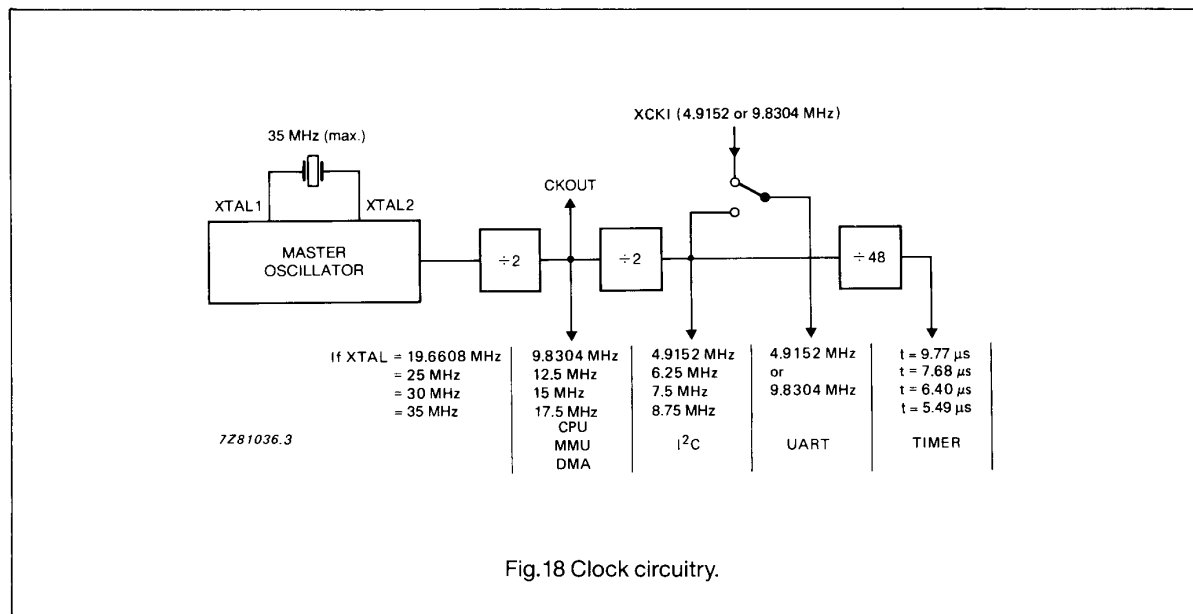 XCKI (4.9152 or 9.8304 MHz)
35 MHz (max.)
CKOUT
XTAL1 XTAL2
MASTER
OSCILLATOR
÷2
÷2
÷48
If XTAL = 19.6608 MHz 9.8304 MHz 4.9152 MHz 4.9152 MHz t = 9.77 µs
= 25 MHz 12.5 MHz 6.25 MHz or t = 7.68 µs
= 30 MHz 15 MHz 7.5 MHz 9.8304 MHz t = 6.40 µs
= 35 MHz 17.5 MHz 8.75 MHz t = 5.49 µs
7Z81036.3 CPU
MMU I²C UART TIMER
DMA
Fig.18 Clock circuitry.